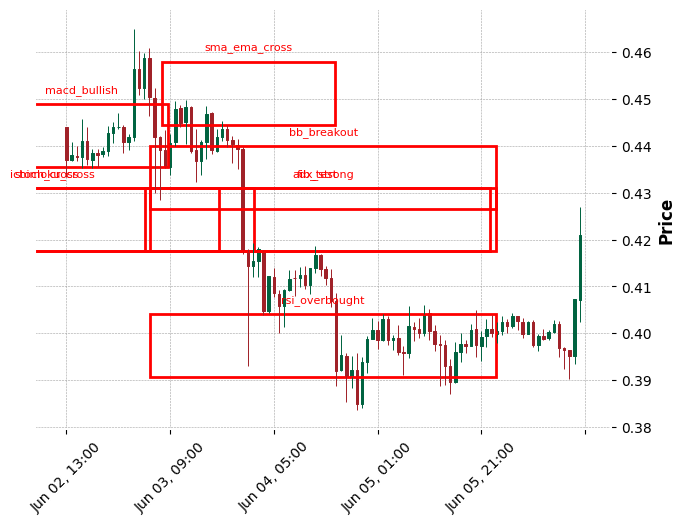 sma_ema_cross
macd_bullish
bb_breakout
stoch_cross
rsi_overbought
0.46
0.45
0.44
0.43
0.42
0.41
0.40
0.39
0.38
Price
Jun 02, 13:00
Jun 03, 09:00
Jun 04, 05:00
Jun 05, 01:00
Jun 05, 21:00